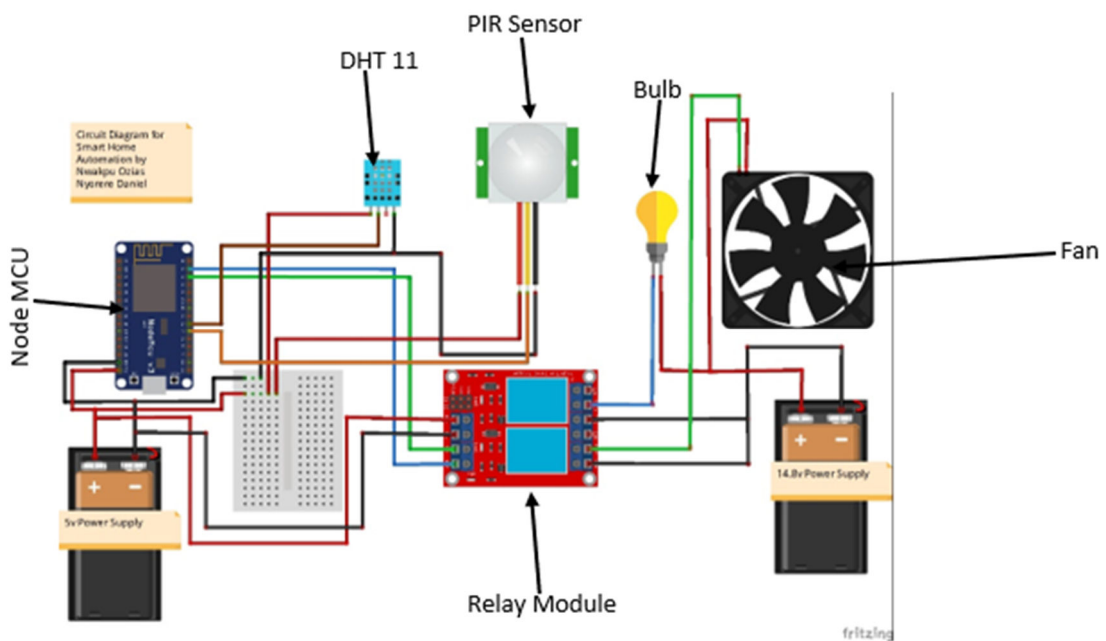 PIR Sensor
DHT 11
Bulb
Circuit Diagram for
Smart Home
Automation by
Nwakpu Ozias
Nyerere Daniel
Node MCU
Fan
+ −
+ −
14.8v Power Supply
5v Power Supply
Relay Module
fritzing